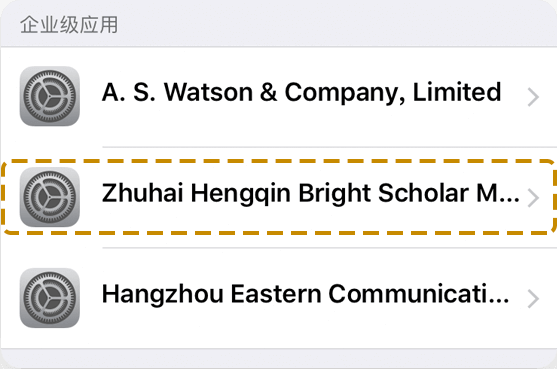 企业级应用
A. S. Watson & Company, Limited
Zhuhai Hengqin Bright Scholar M...
Hangzhou Eastern Communicati...